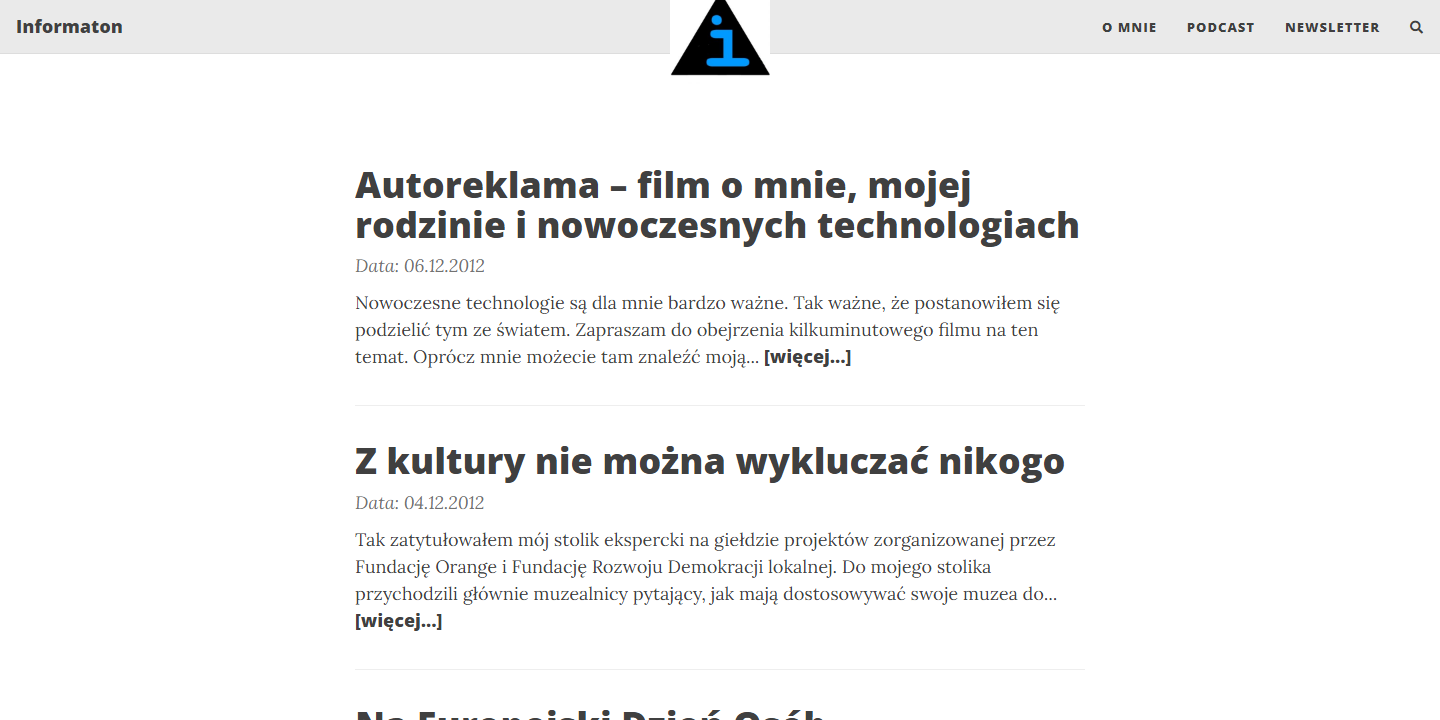 Informaton
i
O MNIE
PODCAST
NEWSLETTER
Autoreklama – film o mnie, mojej
rodzinie i nowoczesnych technologiach
Data: 06.12.2012
Nowoczesne technologie są dla mnie bardzo ważne. Tak ważne, że postanowiłem się
podzielić tym ze światem. Zapraszam do obejrzenia kilkuminutowego filmu na ten
temat. Oprócz mnie możecie tam znaleźć moją... [więcej...]
Z kultury nie można wykluczać nikogo
Data: 04.12.2012
Tak zatytułowałem mój stolik ekspercki na giełdzie projektów zorganizowanej przez
Fundację Orange i Fundację Rozwoju Demokracji lokalnej. Do mojego stolika
przychodzili głównie muzealnicy pytający, jak mają dostosowywać swoje muzea do...
[więcej...]
Na Europejski Dzień Osób